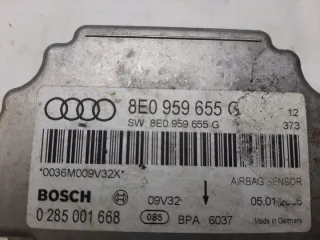 8E0 959 655 G 12
SW 8E0 959 655 G 373
*0036M009V32X* AIRBAG SENSOR
BOSCH 09V32 05.01
0 285 001 668 085 BPA 6037 Made in Germany